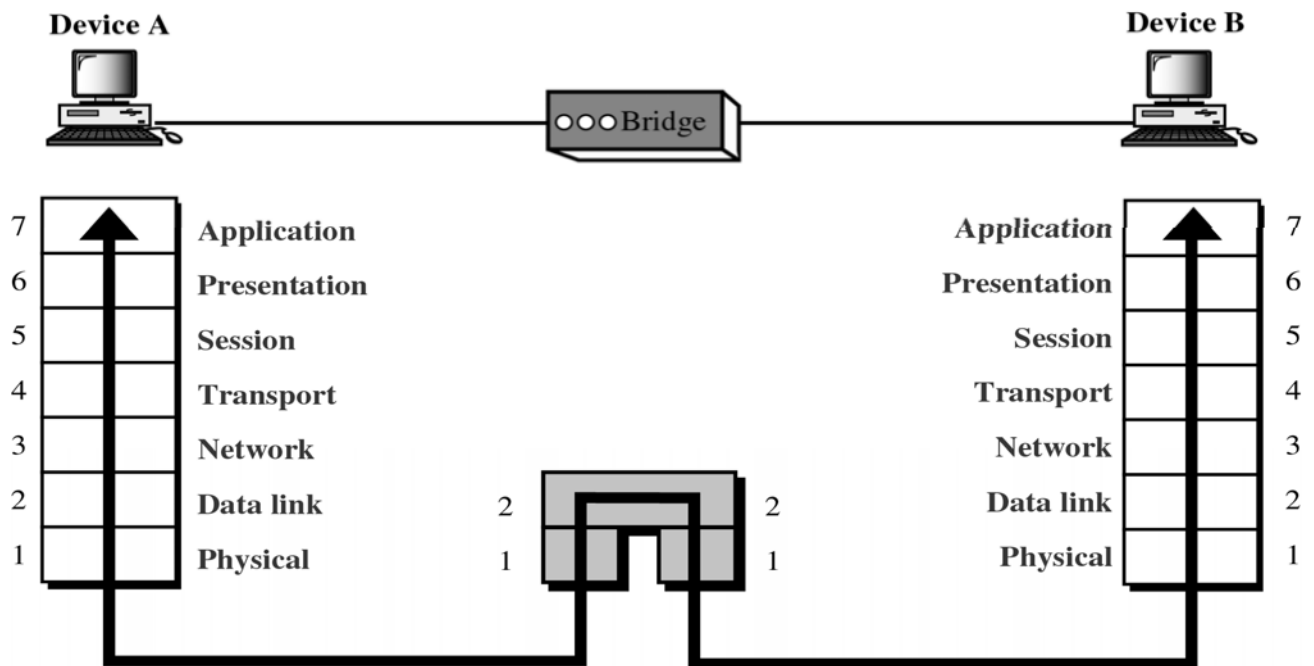 Device A
Device B
Bridge
7 Application
6 Presentation
5 Session
4 Transport
3 Network
2 Data link
1 Physical
2 2
1 1
Application 7
Presentation 6
Session 5
Transport 4
Network 3
Data link 2
Physical 1